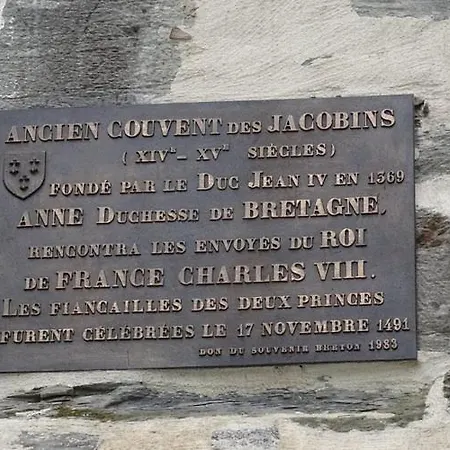 ANCIEN COUVENT DES JACOBINS
(XIVE - XVE SIÈCLES)
FONDÉ PAR LE DUC JEAN IV EN 1369
ANNE DUCHESSE DE BRETAGNE,
RENCONTRA LES ENVOYÉS DU ROI
DE FRANCE CHARLES VIII.
LES FIANÇAILLES DES DEUX PRINCES
FURENT CÉLÉBRÉES LE 17 NOVEMBRE 1491
DON DU SOUVENIR BRETON 1983